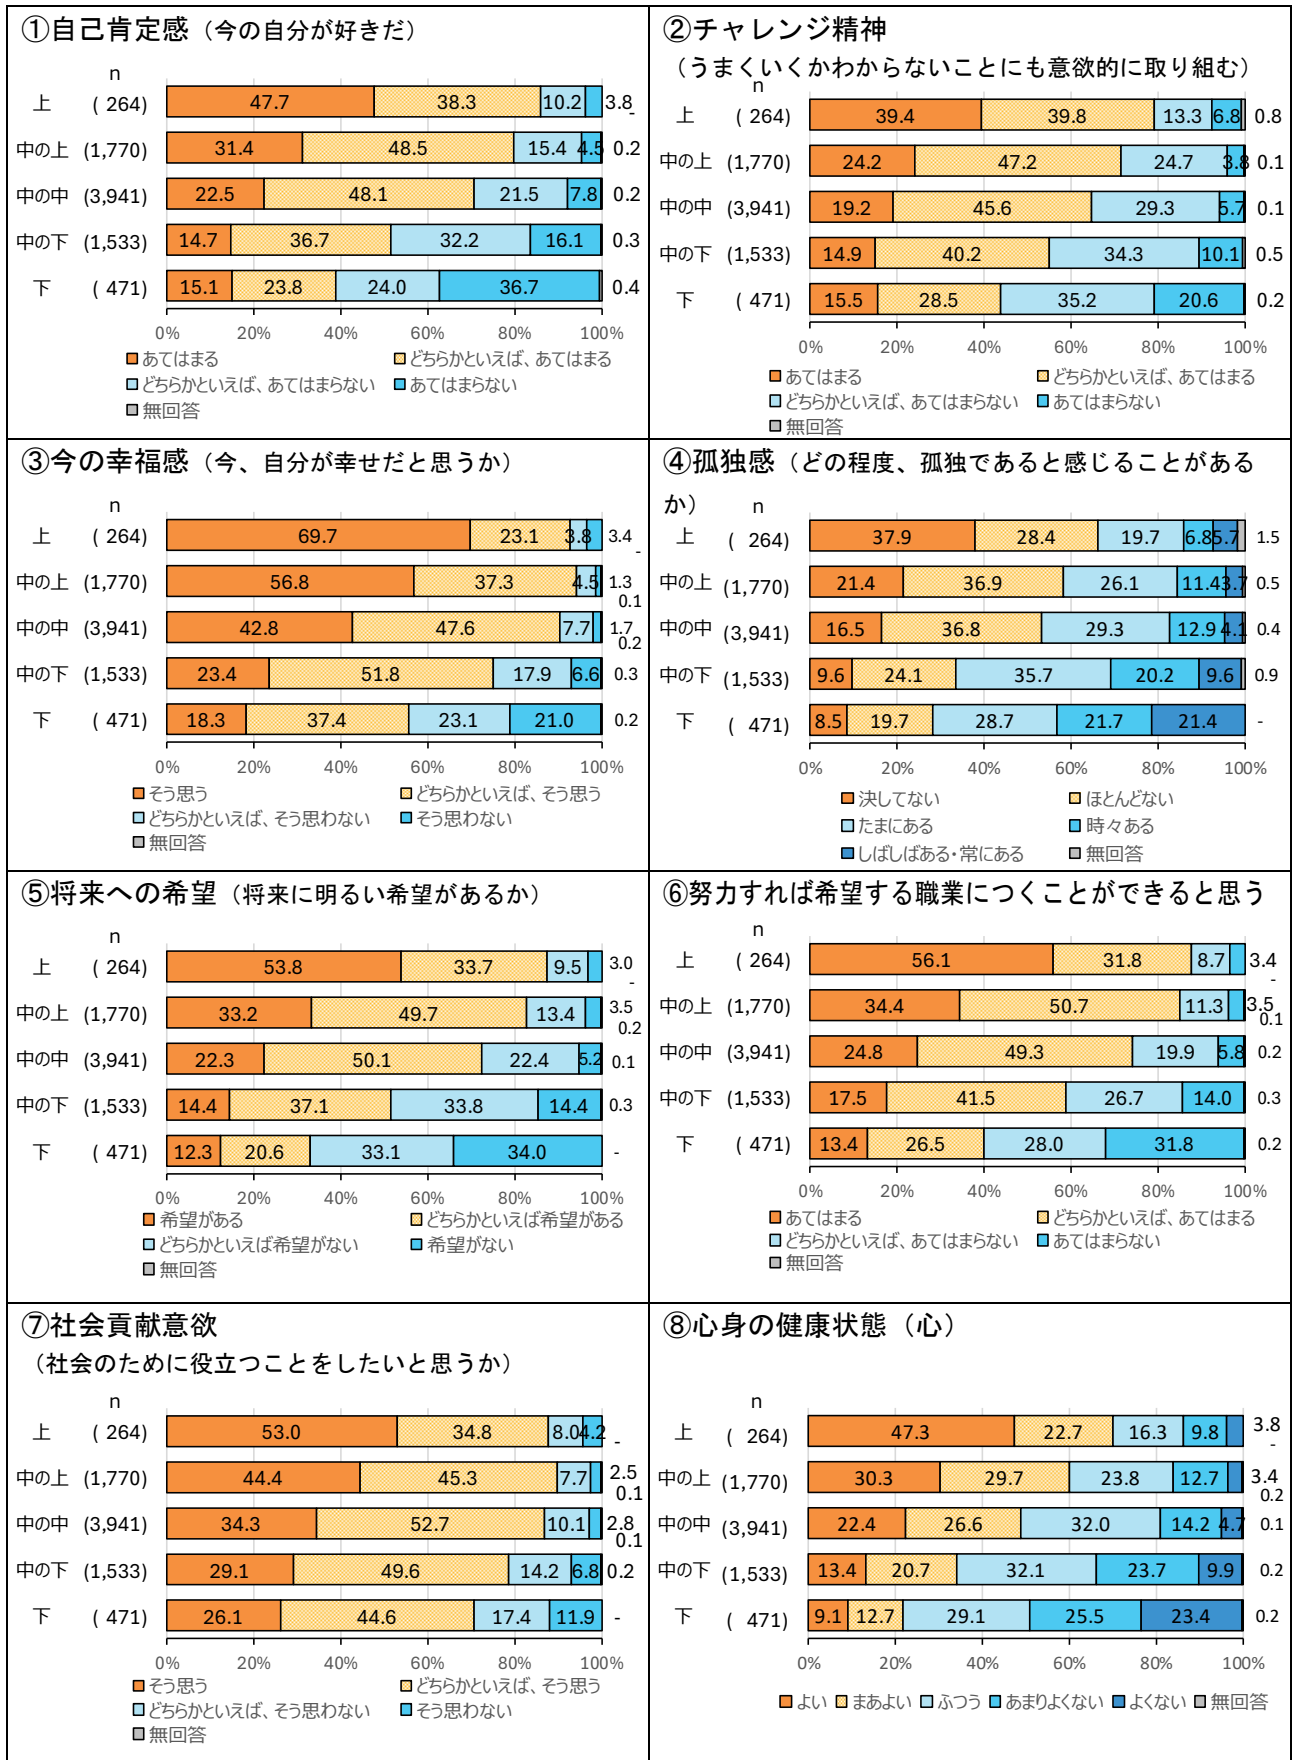 ①自己肯定感（今の自分が好きだ）
n
上 ( 264) 47.7 38.3 10.2 3.8 -
中の上 (1,770) 31.4 48.5 15.4 4.5 0.2
中の中 (3,941) 22.5 48.1 21.5 7.8 0.2
中の下 (1,533) 14.7 36.7 32.2 16.1 0.3
下 ( 471) 15.1 23.8 24.0 36.7 0.4
0% 20% 40% 60% 80% 100%
あてはまる どちらかといえば、あてはまる
どちらかといえば、あてはまらない あてはまらない
無回答
②チャレンジ精神
（うまくいくかわからないことにも意欲的に取り組む）
n
上 ( 264) 39.4 39.8 13.3 6.8 0.8
中の上 (1,770) 24.2 47.2 24.7 3.8 0.1
中の中 (3,941) 19.2 45.6 29.3 5.7 0.1
中の下 (1,533) 14.9 40.2 34.3 10.1 0.5
下 ( 471) 15.5 28.5 35.2 20.6 0.2
0% 20% 40% 60% 80% 100%
あてはまる どちらかといえば、あてはまる
どちらかといえば、あてはまらない あてはまらない
無回答
③今の幸福感（今、自分が幸せだと思うか）
n
上 ( 264) 69.7 23.1 3.8 3.4 -
中の上 (1,770) 56.8 37.3 4.5 1.3 0.1
中の中 (3,941) 42.8 47.6 7.7 1.7 0.2
中の下 (1,533) 23.4 51.8 17.9 6.6 0.3
下 ( 471) 18.3 37.4 23.1 21.0 0.2
0% 20% 40% 60% 80% 100%
そう思う どちらかといえば、そう思う
どちらかといえば、そう思わない そう思わない
無回答
④孤独感（どの程度、孤独であると感じることがある
か） n
上 ( 264) 37.9 28.4 19.7 6.8 5.7 1.5
中の上 (1,770) 21.4 36.9 26.1 11.4 3.7 0.5
中の中 (3,941) 16.5 36.8 29.3 12.9 4.1 0.4
中の下 (1,533) 9.6 24.1 35.7 20.2 9.6 0.9
下 ( 471) 8.5 19.7 28.7 21.7 21.4 -
0% 20% 40% 60% 80% 100%
決してない ほとんどない
たまにある 時々ある
しばしばある・常にある 無回答
⑤将来への希望（将来に明るい希望があるか）
n
上 ( 264) 53.8 33.7 9.5 3.0 -
中の上 (1,770) 33.2 49.7 13.4 3.5 0.2
中の中 (3,941) 22.3 50.1 22.4 5.2 0.1
中の下 (1,533) 14.4 37.1 33.8 14.4 0.3
下 ( 471) 12.3 20.6 33.1 34.0 -
0% 20% 40% 60% 80% 100%
希望がある どちらかといえば希望がある
どちらかといえば希望がない 希望がない
無回答
⑥努力すれば希望する職業につくことができると思う
n
上 ( 264) 56.1 31.8 8.7 3.4 -
中の上 (1,770) 34.4 50.7 11.3 3.5 0.1
中の中 (3,941) 24.8 49.3 19.9 5.8 0.2
中の下 (1,533) 17.5 41.5 26.7 14.0 0.3
下 ( 471) 13.4 26.5 28.0 31.8 0.2
0% 20% 40% 60% 80% 100%
あてはまる どちらかといえば、あてはまる
どちらかといえば、あてはまらない あてはまらない
無回答
⑦社会貢献意欲
（社会のために役立つことをしたいと思うか）
n
上 ( 264) 53.0 34.8 8.0 4.2 -
中の上 (1,770) 44.4 45.3 7.7 2.5 0.1
中の中 (3,941) 34.3 52.7 10.1 2.8 0.1
中の下 (1,533) 29.1 49.6 14.2 6.8 0.2
下 ( 471) 26.1 44.6 17.4 11.9 -
0% 20% 40% 60% 80% 100%
そう思う どちらかといえば、そう思う
どちらかといえば、そう思わない そう思わない
無回答
⑧心身の健康状態（心）
n
上 ( 264) 47.3 22.7 16.3 9.8 3.8 -
中の上 (1,770) 30.3 29.7 23.8 12.7 3.4 0.2
中の中 (3,941) 22.4 26.6 32.0 14.2 4.7 0.1
中の下 (1,533) 13.4 20.7 32.1 23.7 9.9 0.2
下 ( 471) 9.1 12.7 29.1 25.5 23.4 0.2
0% 20% 40% 60% 80% 100%
よい まあよい ふつう あまりよくない よくない 無回答